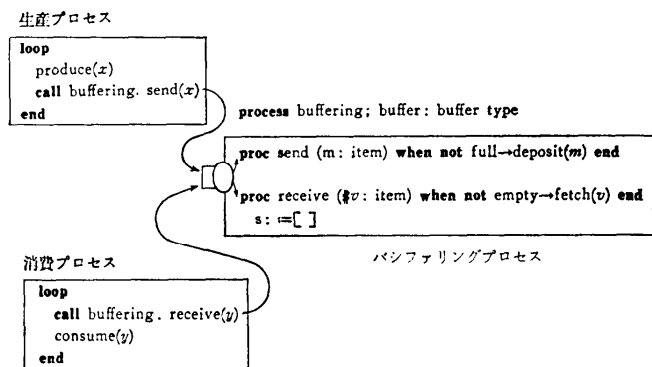 生産プロセス
loop
produce(x)
call buffering. send(x)
end
process buffering; buffer: buffer type
proc send (m: item) when not full→deposit(m) end
proc receive (#v: item) when not empty→fetch(v) end
s: :=[ ]
バシファリングプロセス
消費プロセス
loop
call buffering. receive(y)
consume(y)
end